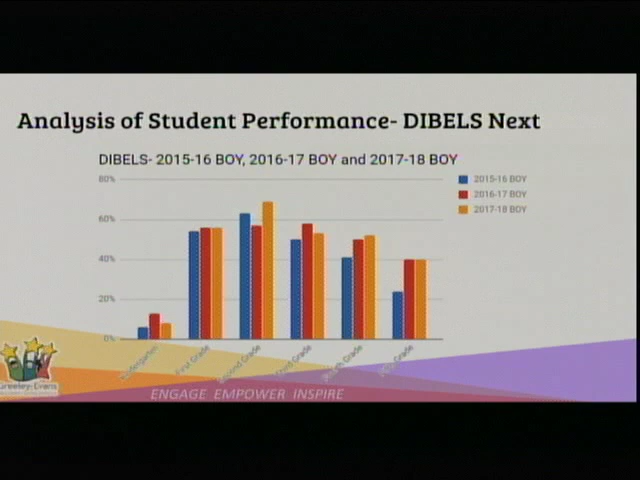 Analysis of Student Performance- DIBELS Next
DIBELS- 2015-16 BOY, 2016-17 BOY and 2017-18 BOY
80%
60%
40%
20%
0%
2015-16 BOY
2016-17 BOY
2017-18 BOY
Kindergarten
First Grade
Second Grade
Third Grade
Fourth Grade
Grade
Greeley-Evans
ENGAGE EMPOWER INSPIRE